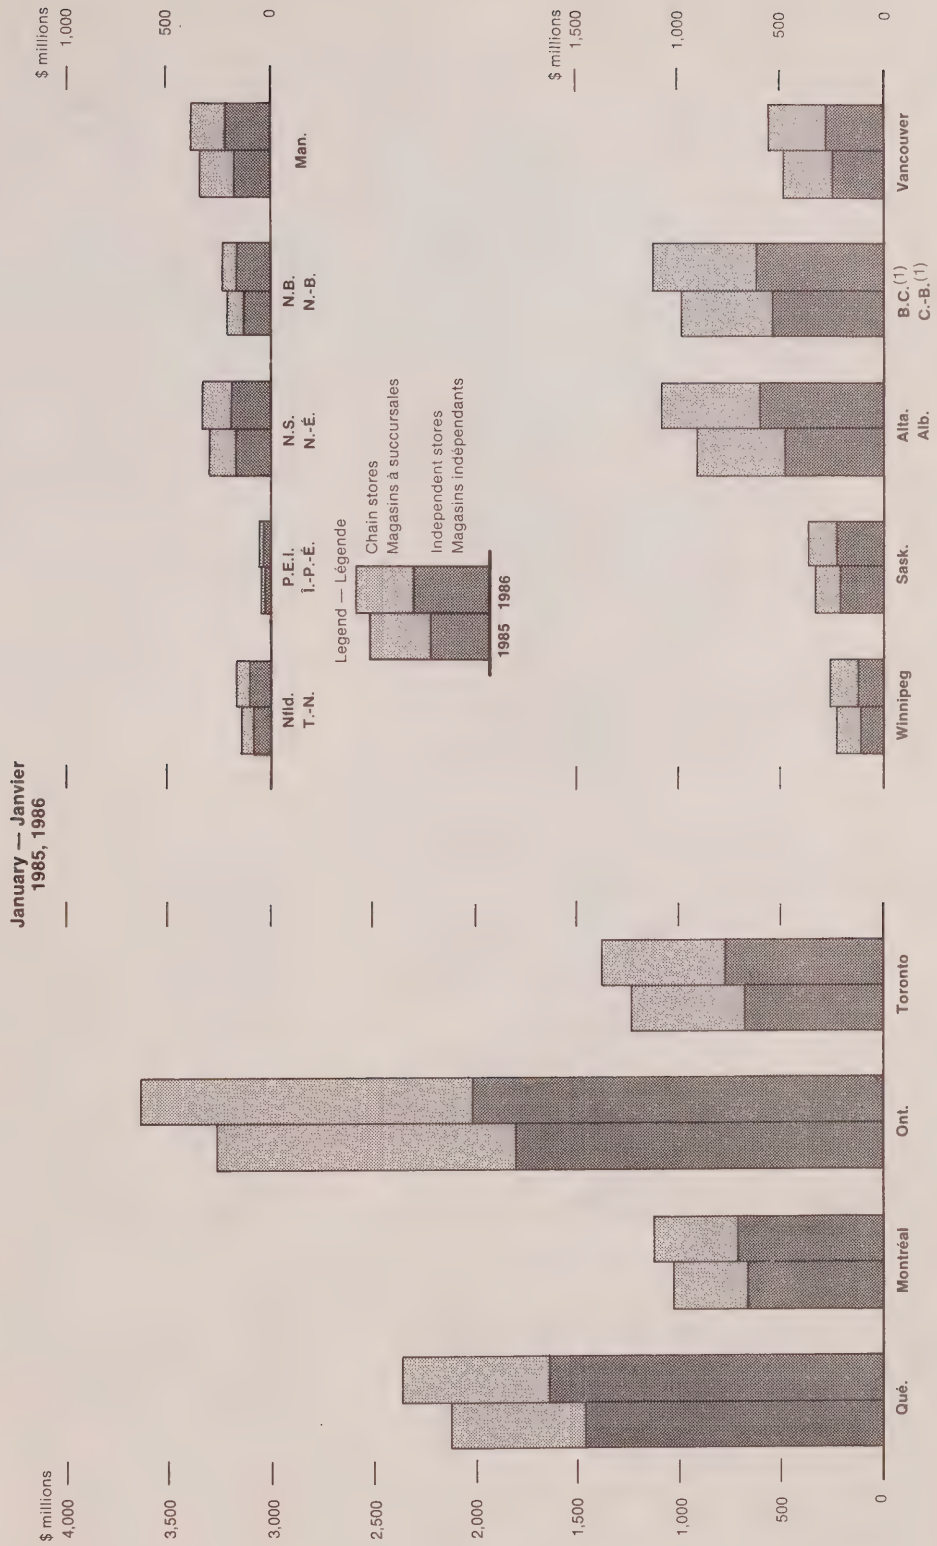 January — Janvier
1985, 1986
$ millions
4,000
3,500
3,000
2,500
2,000
1,500
1,000
500
0
Qué.
Montréal
Ont.
Toronto
$ millions
1,000
500
0
Nfld.
T.-N.
P.E.I.
Î.-P.-É.
N.S.
N.-É.
N.B.
N.-B.
Man.
Legend — Légende
Chain stores
Magasins à succursales
Independent stores
Magasins indépendants
1985 1986
$ millions
1,500
1,000
500
0
Winnipeg
Sask.
Alta.
Alb.
B.C.(1)
C.-B.(1)
Vancouver